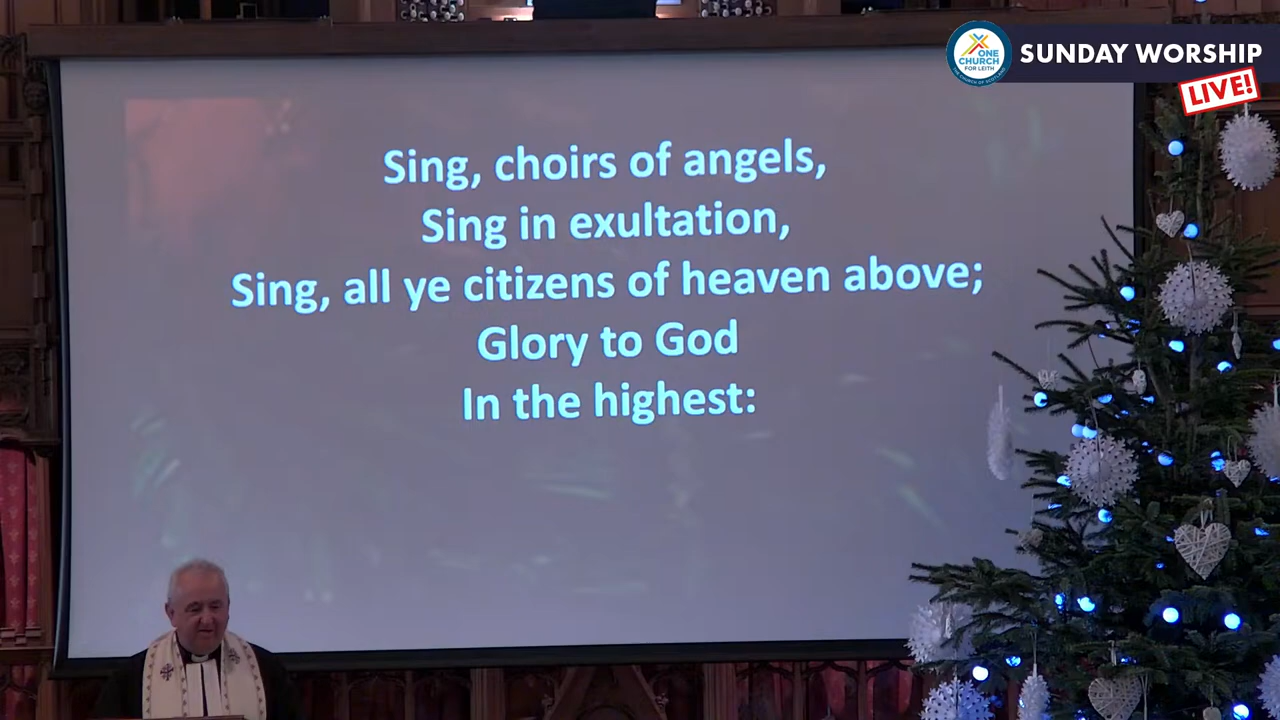 ONE
CHURCH
FOR LEITH
SUNDAY WORSHIP
LIVE!
Sing, choirs of angels,
Sing in exultation,
Sing, all ye citizens of heaven above;
Glory to God
In the highest: